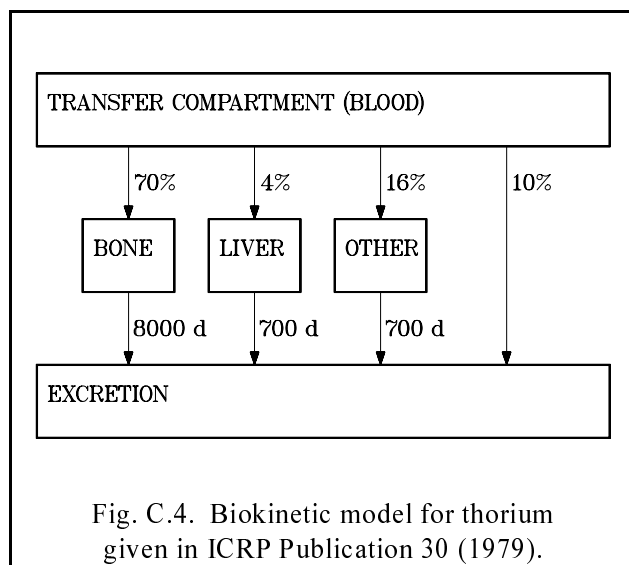 TRANSFER COMPARTMENT (BLOOD)
70% 4% 16% 10%
BONE LIVER OTHER
8000 d 700 d 700 d
EXCRETION
Fig. C.4. Biokinetic model for thorium
given in ICRP Publication 30 (1979).